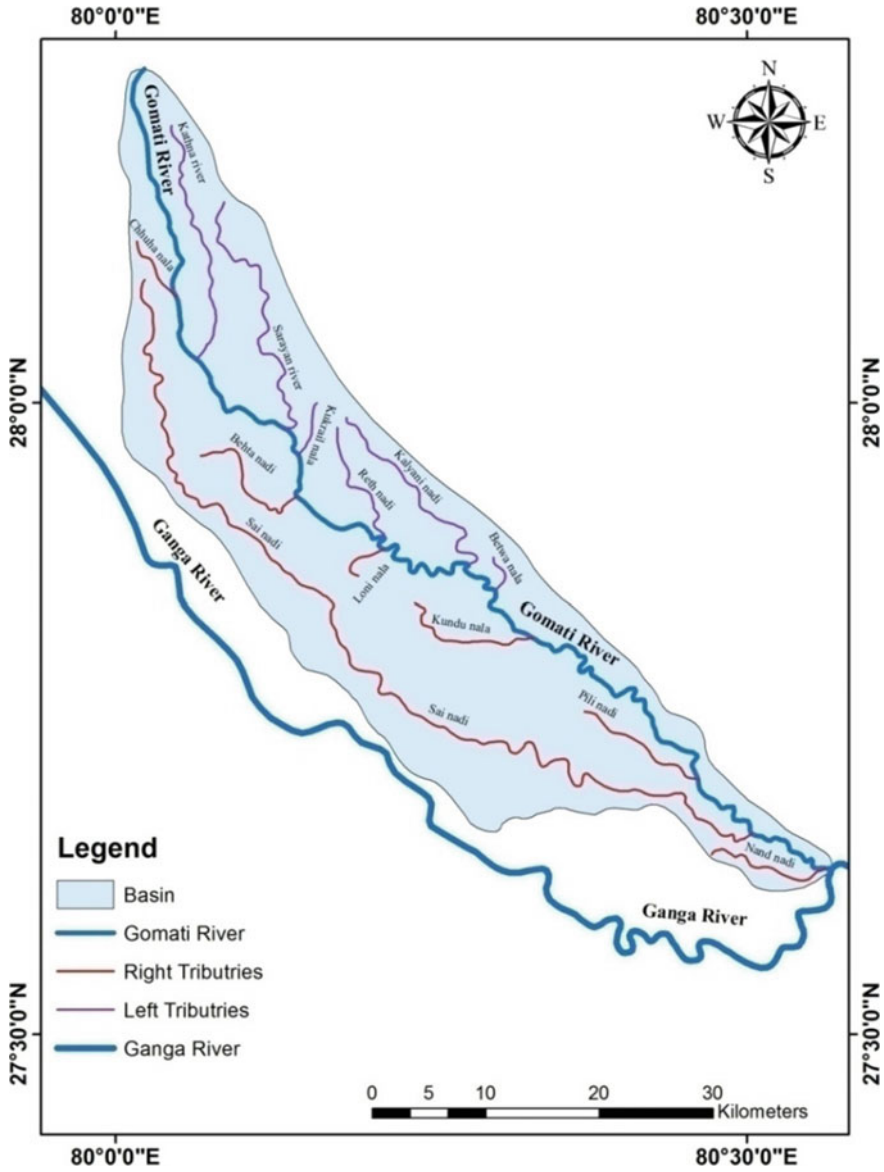 80°0'0"E
80°30'0"E
N
W
E
S
Gomati River
Kathna river
Chhuha nala
Sarayan river
28°0'0"N
28°0'0"N
Kukrail nala
Behta nadi
Kalyani nadi
Reth nadi
Sai nadi
Ganga River
Betwa nala
Loni nala
Kundu nala
Gomati River
Pili nadi
Sai nadi
Nand nadi
Ganga River
Legend
Basin
Gomati River
Right Tributries
Left Tributries
Ganga River
27°30'0"N
27°30'0"N
0 5 10 20 30
Kilometers
80°0'0"E
80°30'0"E